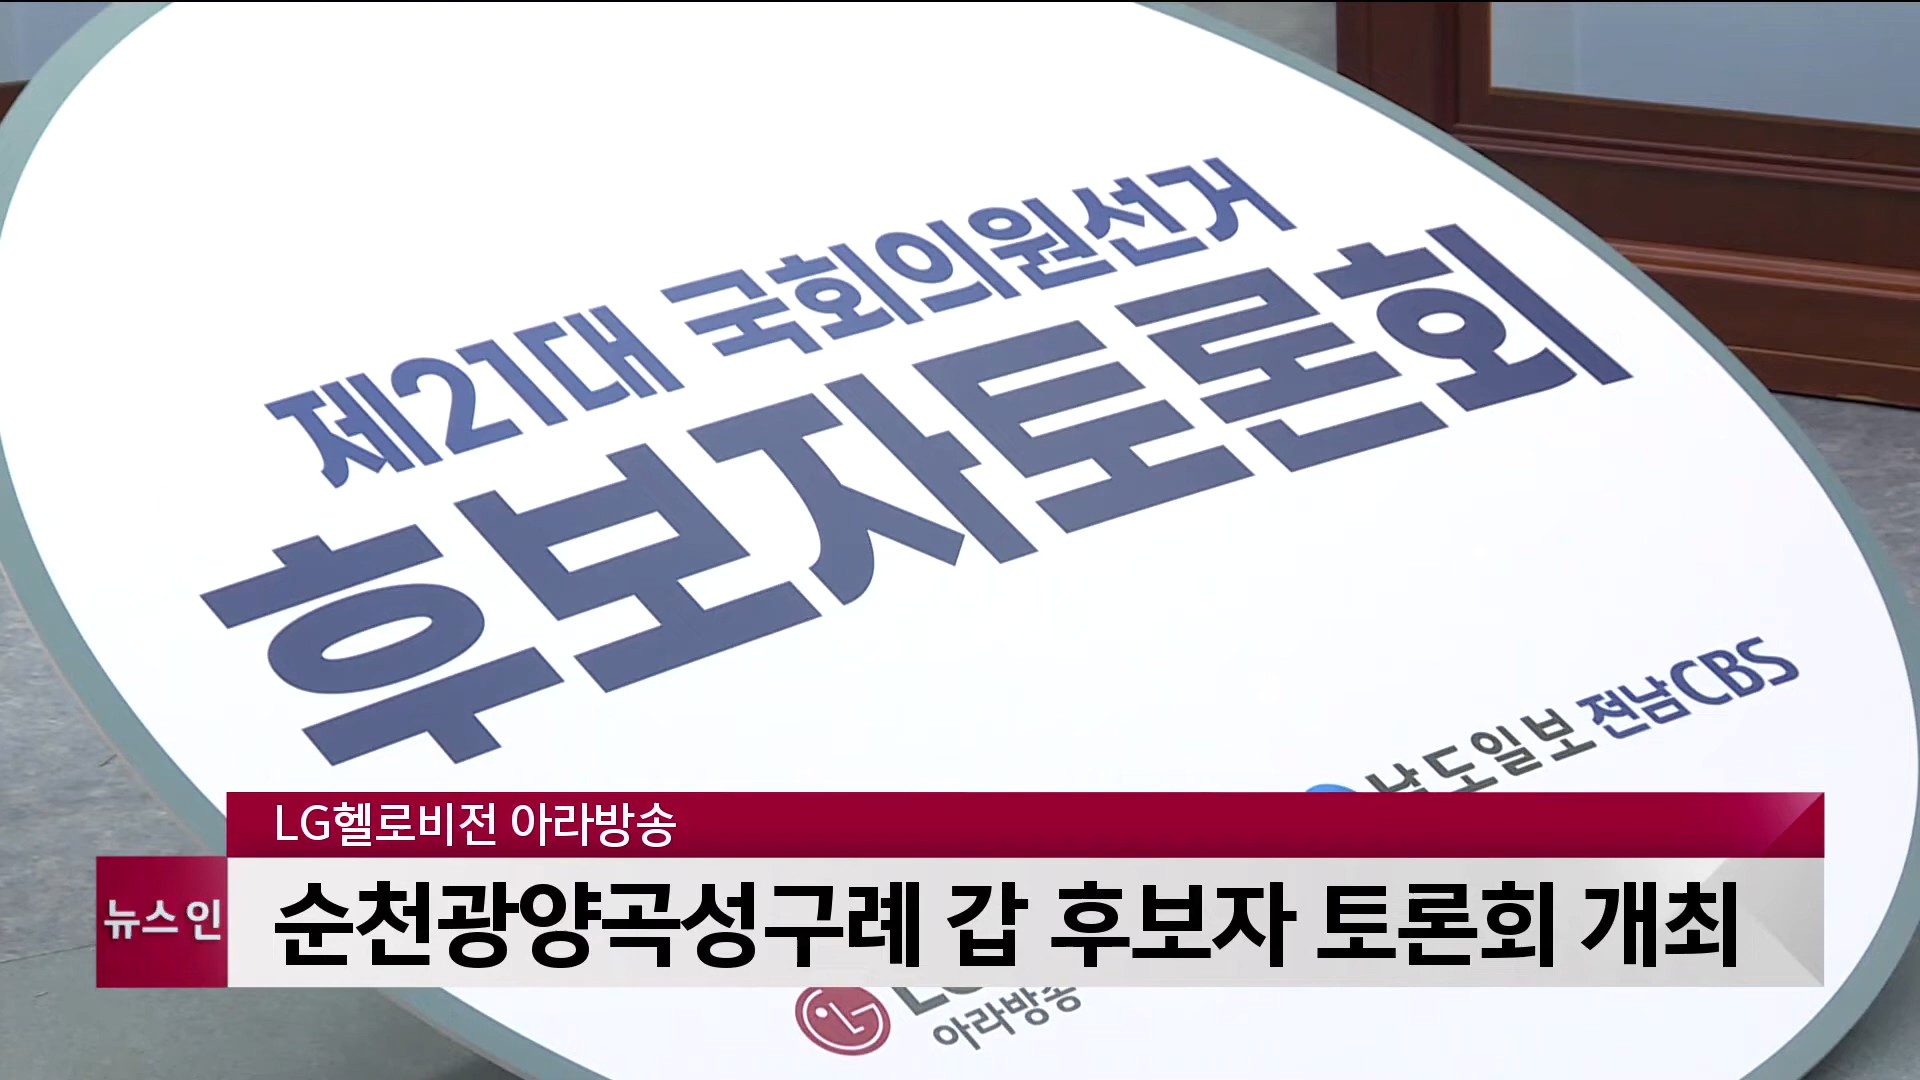 제21대 국회의원선거
후보자토론회
남도일보 전남CBS
LG헬로비전 아라방송
뉴스인
순천광양곡성구례 갑 후보자 토론회 개최
LG
아라방송